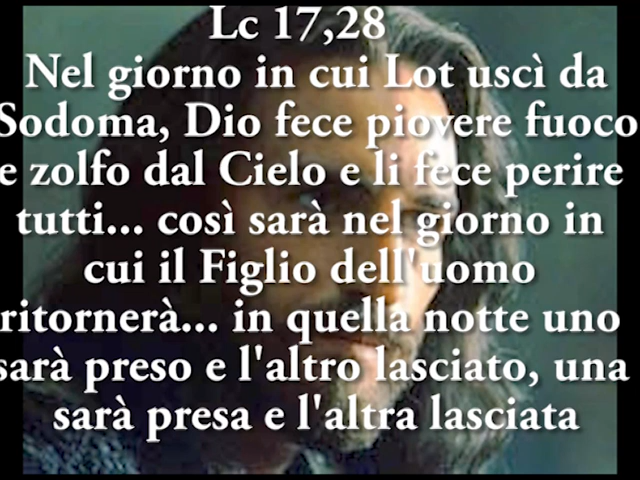 Lc 17,28
Nel giorno in cui Lot uscì da
Sodoma, Dio fece piovere fuoco
e zolfo dal Cielo e li fece perire
tutti... così sarà nel giorno in
cui il Figlio dell'uomo
ritornerà... in quella notte uno
sarà preso e l'altro lasciato, una
sarà presa e l'altra lasciata